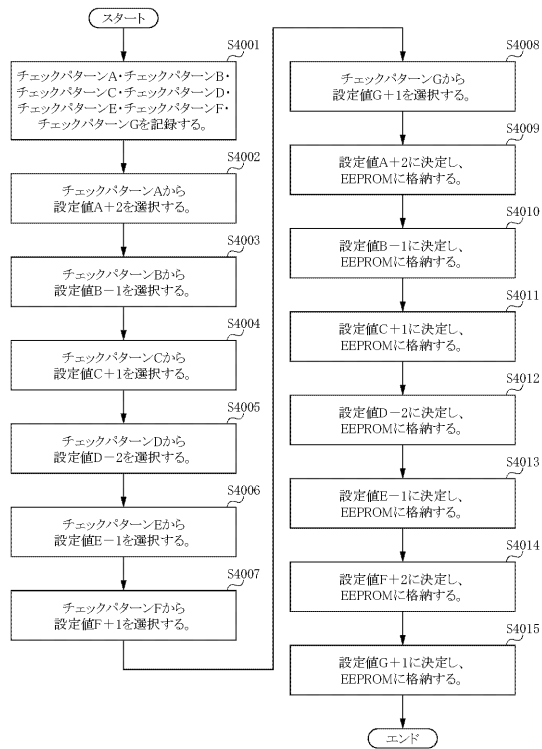 スタート
S4001
チェックパターンA・チェックパターンB・
チェックパターンC・チェックパターンD・
チェックパターンE・チェックパターンF・
チェックパターンGを記録する。
S4002
チェックパターンAから
設定値A+2を選択する。
S4003
チェックパターンBから
設定値B-1を選択する。
S4004
チェックパターンCから
設定値C+1を選択する。
S4005
チェックパターンDから
設定値D-2を選択する。
S4006
チェックパターンEから
設定値E-1を選択する。
S4007
チェックパターンFから
設定値F+1を選択する。
S4008
チェックパターンGから
設定値G+1を選択する。
S4009
設定値A+2に決定し、
EEPROMに格納する。
S4010
設定値B-1に決定し、
EEPROMに格納する。
S4011
設定値C+1に決定し、
EEPROMに格納する。
S4012
設定値D-2に決定し、
EEPROMに格納する。
S4013
設定値E-1に決定し、
EEPROMに格納する。
S4014
設定値F+2に決定し、
EEPROMに格納する。
S4015
設定値G+1に決定し、
EEPROMに格納する。
エンド